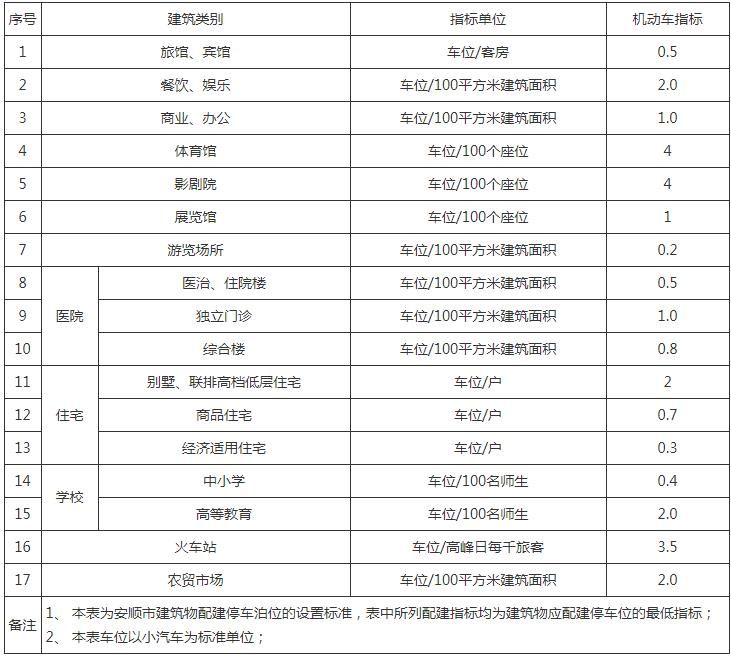 序号 建筑类别 指标单位 机动车指标
1 旅馆、宾馆 车位/客房 0.5
2 餐饮、娱乐 车位/100平方米建筑面积 2.0
3 商业、办公 车位/100平方米建筑面积 1.0
4 体育馆 车位/100个座位 4
5 影剧院 车位/100个座位 4
6 展览馆 车位/100个座位 1
7 游览场所 车位/100平方米建筑面积 0.2
8 医院 医治、住院楼 车位/100平方米建筑面积 0.5
9 独立门诊 车位/100平方米建筑面积 1.0
10 综合楼 车位/100平方米建筑面积 0.8
11 住宅 别墅、联排高档低层住宅 车位/户 2
12 商品住宅 车位/户 0.7
13 经济适用住宅 车位/户 0.3
14 学校 中小学 车位/100名师生 0.4
15 高等教育 车位/100名师生 2.0
16 火车站 车位/高峰日每千旅客 3.5
17 农贸市场 车位/100平方米建筑面积 2.0
备注 1、 本表为安顺市建筑物配建停车泊位的设置标准，表中所列配建指标均为建筑物应配建停车位的最低指标；
2、 本表车位以小汽车为标准单位；